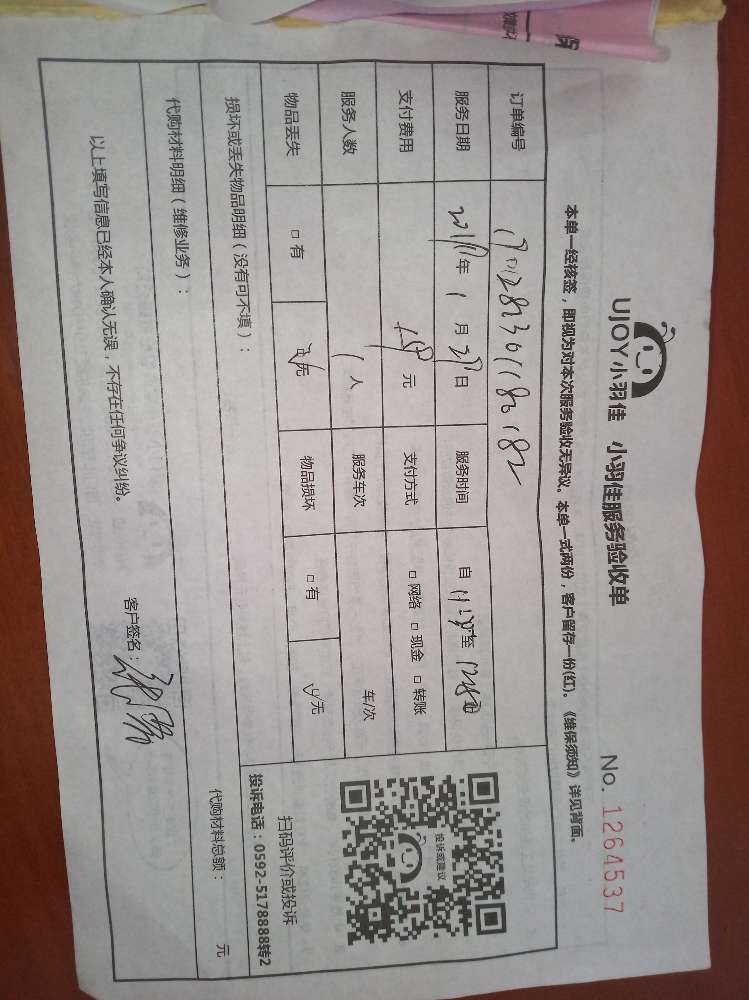 UJOY小羽佳 小羽佳服务验收单
No. 1264537
本单一经核签，即视为对本次服务验收无异议。本单一式两份，客户留存一份(红)。《维保须知》详见背面。
订单编号
服务日期 年 1 月 日 服务时间 自 至
支付费用 元 支付方式 □ 网络 □ 现金 □ 转账
服务人数 1 人 服务车次 车/次
物品丢失 □ 有 ☑ 无 物品损坏 □ 有 ☑ 无
投诉或建议
扫码评价或投诉
投诉电话：0592-5178888转2
损坏或丢失物品明细（没有可不填）：
代购材料明细（维修业务）：
代购材料总额： 元
以上填写信息已经本人确认无误，不存在任何争议纠纷。
客户签名：